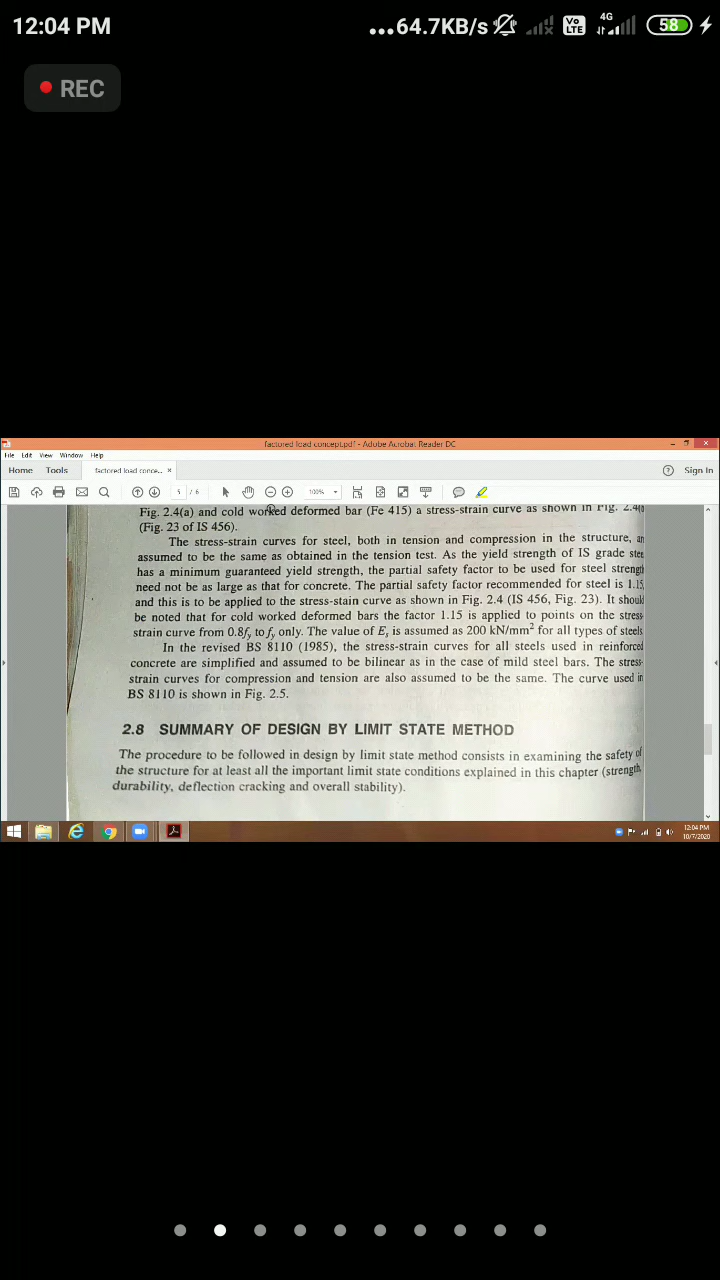 12:04 PM
...64.7KB/s
Vo LTE
4G
58
REC
factored load concept.pdf - Adobe Acrobat Reader DC
File Edit View Window Help
Home Tools factored load conce... × Sign In
5 / 6 100%
Fig. 2.4(a) and cold worked deformed bar (Fe 415) a stress-strain curve as shown in Fig.
(Fig. 23 of IS 456).
The stress-strain curves for steel, both in tension and compression in the structure,
assumed to be the same as obtained in the tension test. As the yield strength of IS grade
has a minimum guaranteed yield strength, the partial safety factor to be used for steel
need not be as large as that for concrete. The partial safety factor recommended for steel is 1.15,
and this is to be applied to the stress-stain curve as shown in Fig. 2.4 (IS 456, Fig. 23). It
be noted that for cold worked deformed bars the factor 1.15 is applied to points on the stress-
strain curve from 0.8fy to fy only. The value of Es is assumed as 200 kN/mm² for all types of steels
In the revised BS 8110 (1985), the stress-strain curves for all steels used in reinforced
concrete are simplified and assumed to be bilinear as in the case of mild steel bars. The stress-
strain curves for compression and tension are also assumed to be the same. The curve used in
BS 8110 is shown in Fig. 2.5.
2.8 SUMMARY OF DESIGN BY LIMIT STATE METHOD
The procedure to be followed in design by limit state method consists in examining the safety of
the structure for at least all the important limit state conditions explained in this chapter (strength,
durability, deflection cracking and overall stability).
12:04 PM
10/7/2020